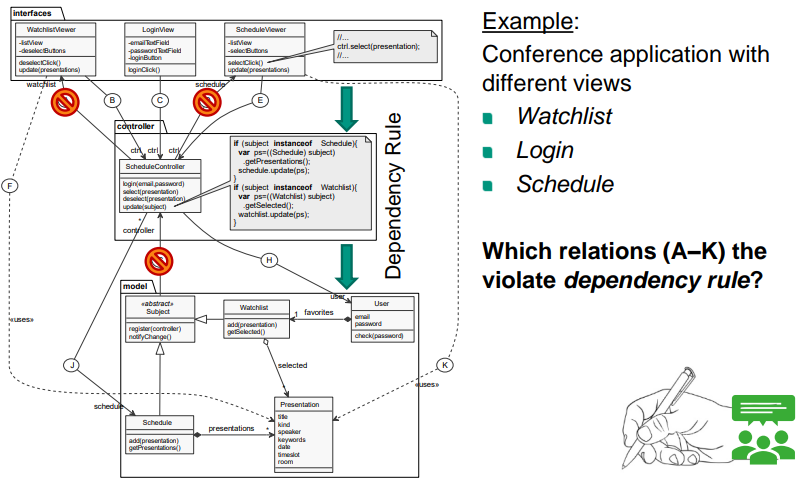 interfaces
WatchlistViewer
-listView
-deselectButtons
deselectClick()
update(presentations)
LoginView
-emailTextField
-passwordTextField
-loginButton
loginClick()
ScheduleViewer
-listView
-selectButtons
selectClick()
update(presentations)
//...
ctrl.select(presentation);
//...
watchlist
B
C
schedule
E
controller
ctrl
ctrl
ctrl
ScheduleController
login(email,password)
select(presentation)
deselect(presentation)
update(subject)
if (subject instanceof Schedule){
var ps=((Schedule) subject)
.getPresentations();
schedule.update(ps);
}
if (subject instanceof Watchlist){
var ps=((Watchlist) subject)
.getSelected();
watchlist.update(ps);
}
Dependency Rule
F
*
controller
H
model
«abstract»
Subject
register(controller)
notifyChange()
Watchlist
add(presentation)
getSelected()
user
User
email
password
check(password)
1
favorites
«uses»
J
selected
*
K
«uses»
schedule
Schedule
add(presentation)
getPresentations()
presentations
*
Presentation
title
kind
speaker
keywords
date
timeslot
room
Example:
Conference application with
different views
Watchlist
Login
Schedule
Which relations (A–K) the
violate dependency rule?